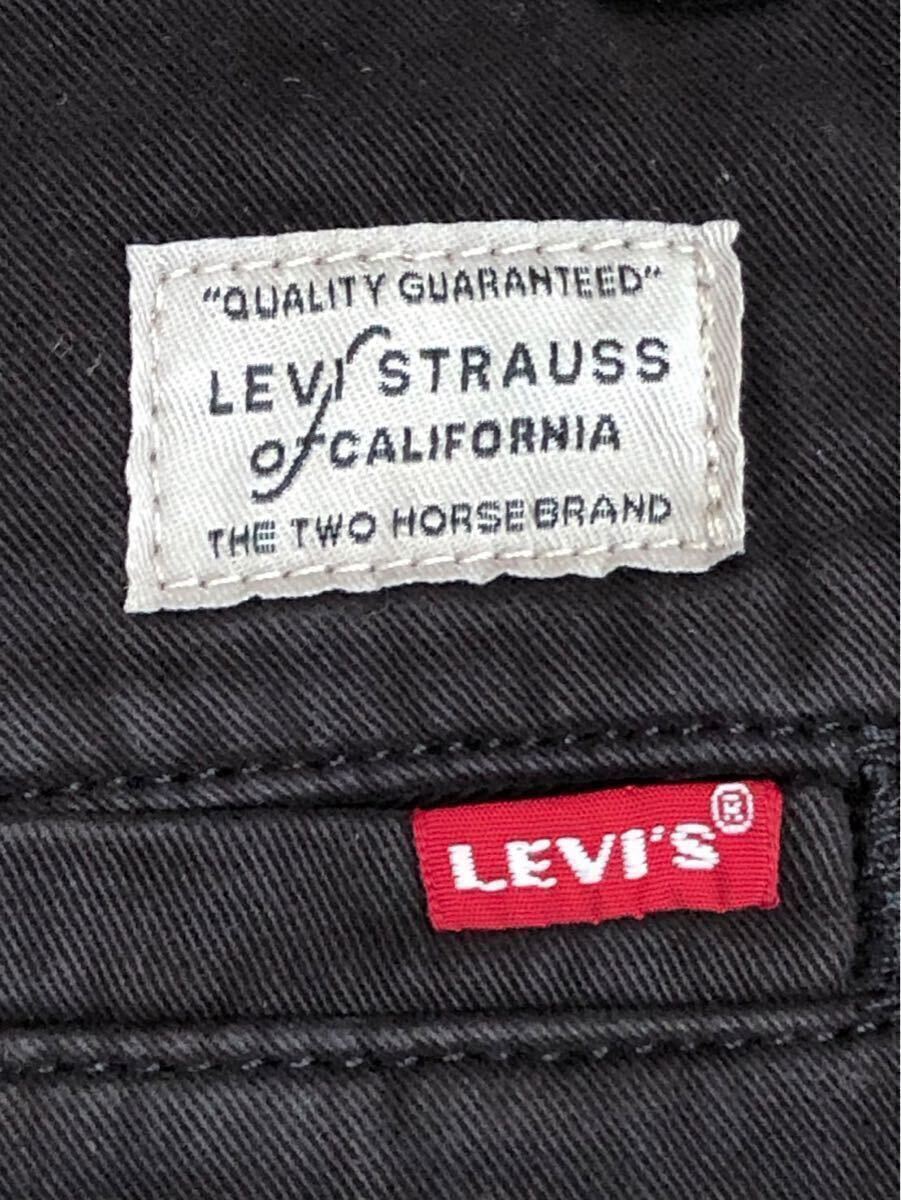 “QUALITY GUARANTEED”
LEVI STRAUSS
of CALIFORNIA
THE TWO HORSE BRAND
LEVI'S®